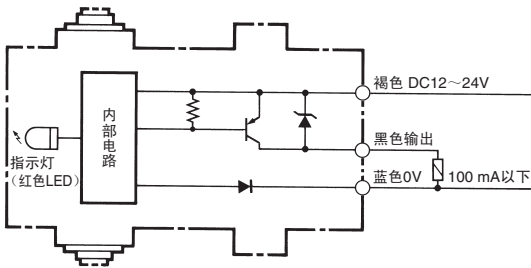 褐色 DC12～24V
内部电路
黑色输出
指示灯
（红色LED）
蓝色0V
100 mA以下